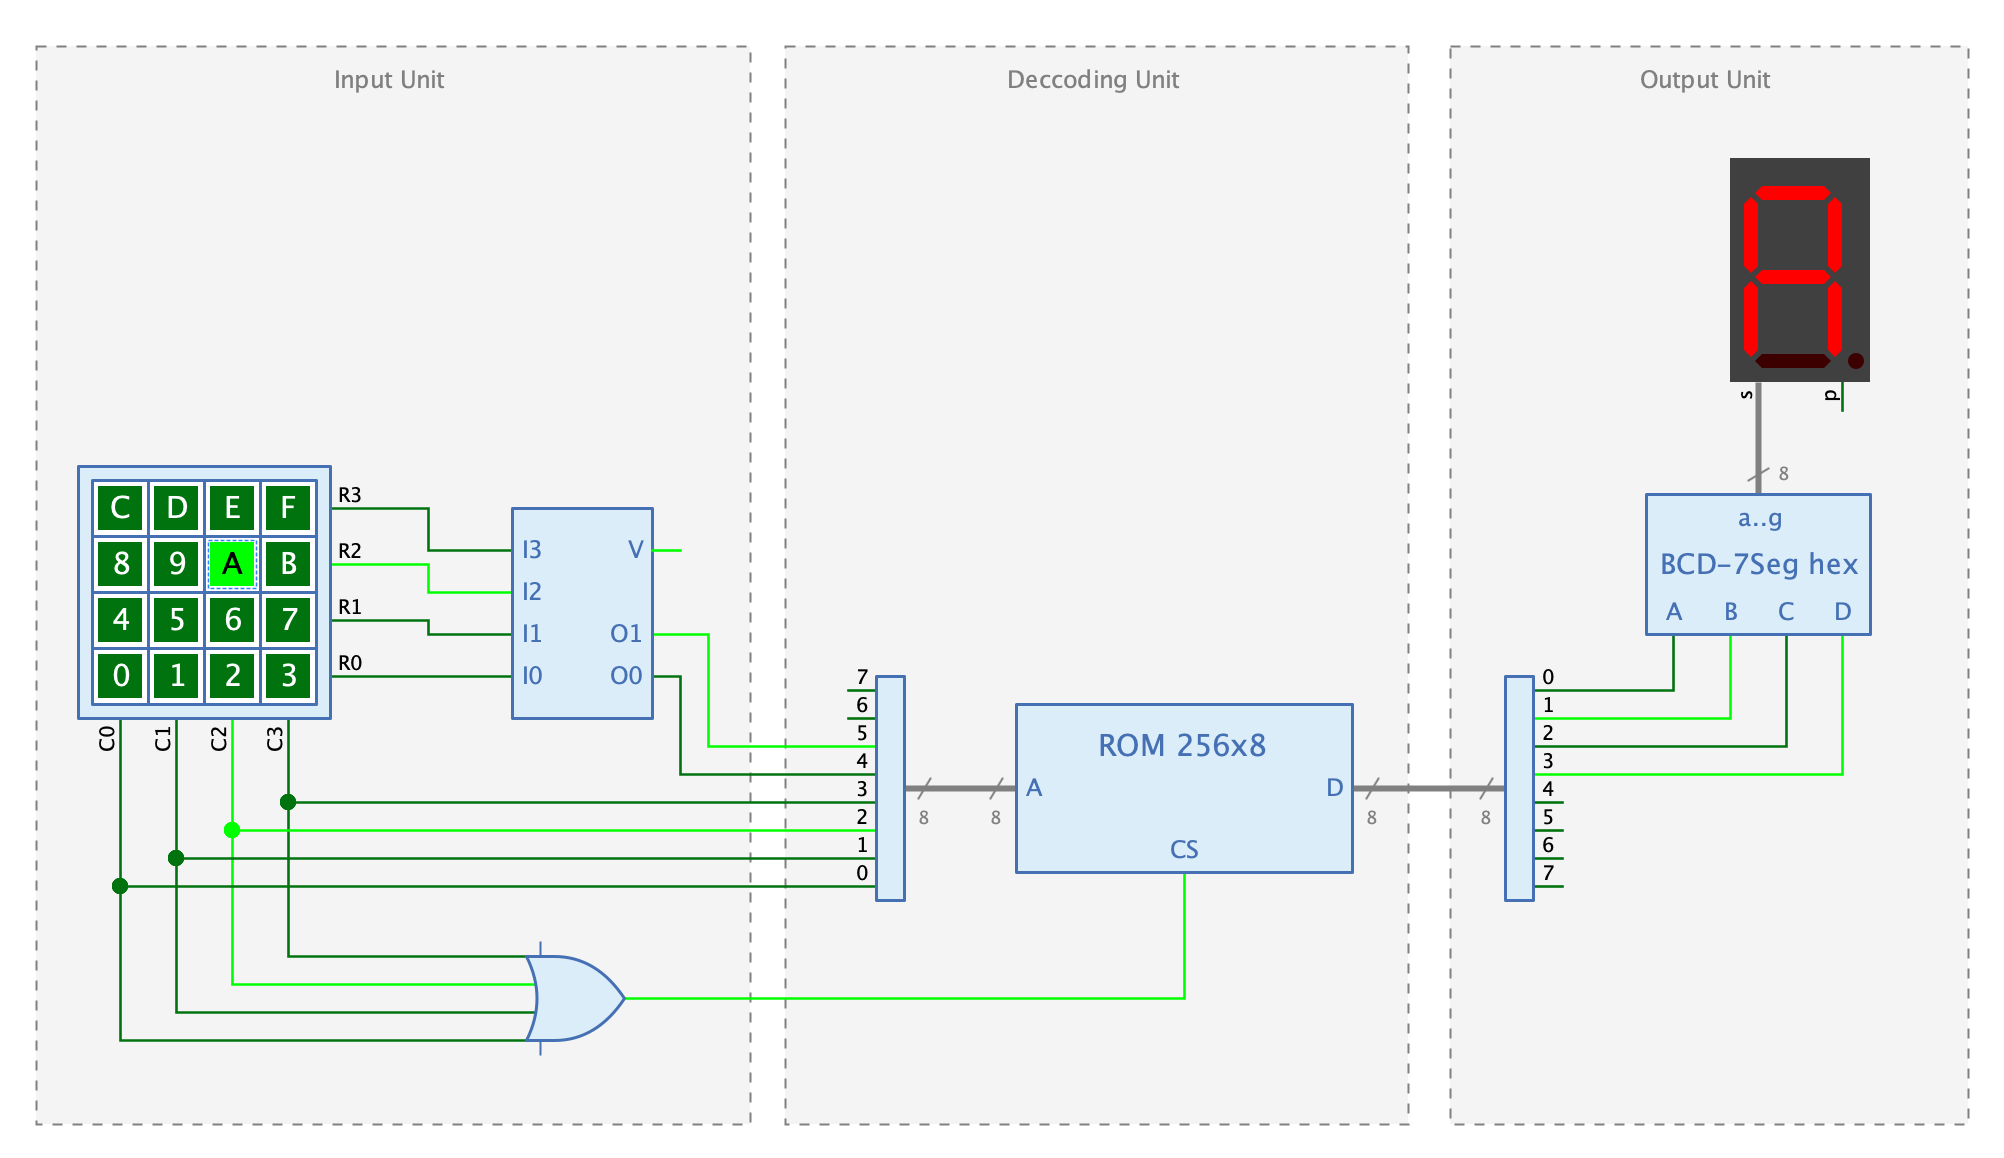 Input Unit
Deccoding Unit
Output Unit
C D E F
8 9 A B
4 5 6 7
0 1 2 3
R3
R2
R1
R0
C0
C1
C2
C3
I3
I2
I1
I0
V
O1
O0
7
6
5
4
3
2
1
0
8
8
ROM 256x8
A
D
CS
8
8
A
s
p
8
a..g
BCD-7Seg hex
A B C D
0
1
2
3
4
5
6
7